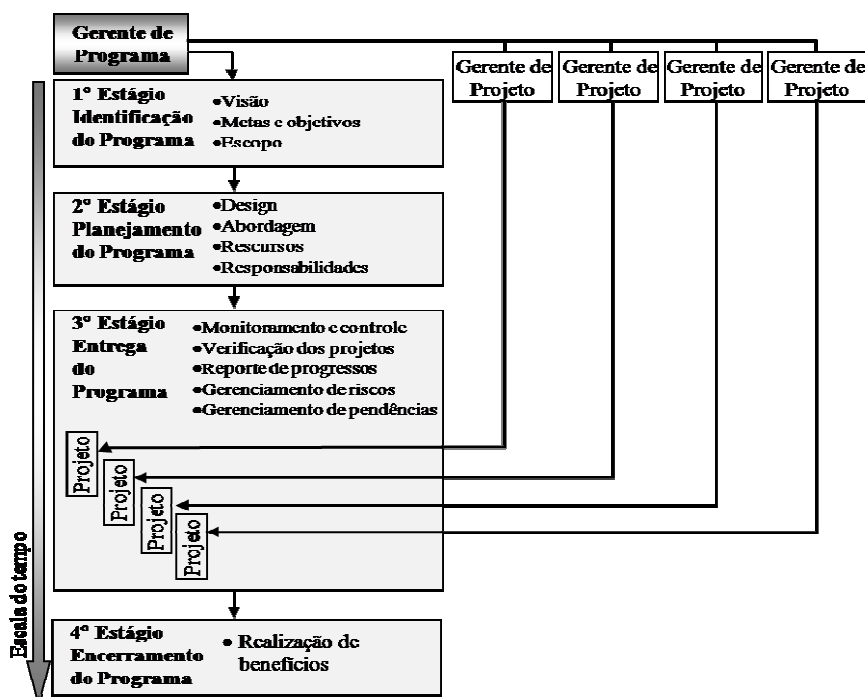 Gerente de
Programa
Gerente de
Projeto
Gerente de
Projeto
Gerente de
Projeto
Gerente de
Projeto
1º Estágio
Identificação
do Programa
•Visão
•Metas e objetivos
•Escopo
2º Estágio
Planejamento
do Programa
•Design
•Abordagem
•Rescursos
•Responsabilidades
3º Estágio
Entrega
do
Programa
•Monitoramento e controle
•Verificação dos projetos
•Reporte de progressos
•Gerenciamento de riscos
•Gerenciamento de pendências
Projeto
Projeto
Projeto
Projeto
4º Estágio
Encerramento
do Programa
• Realização de
benefícios
Escala do tempo